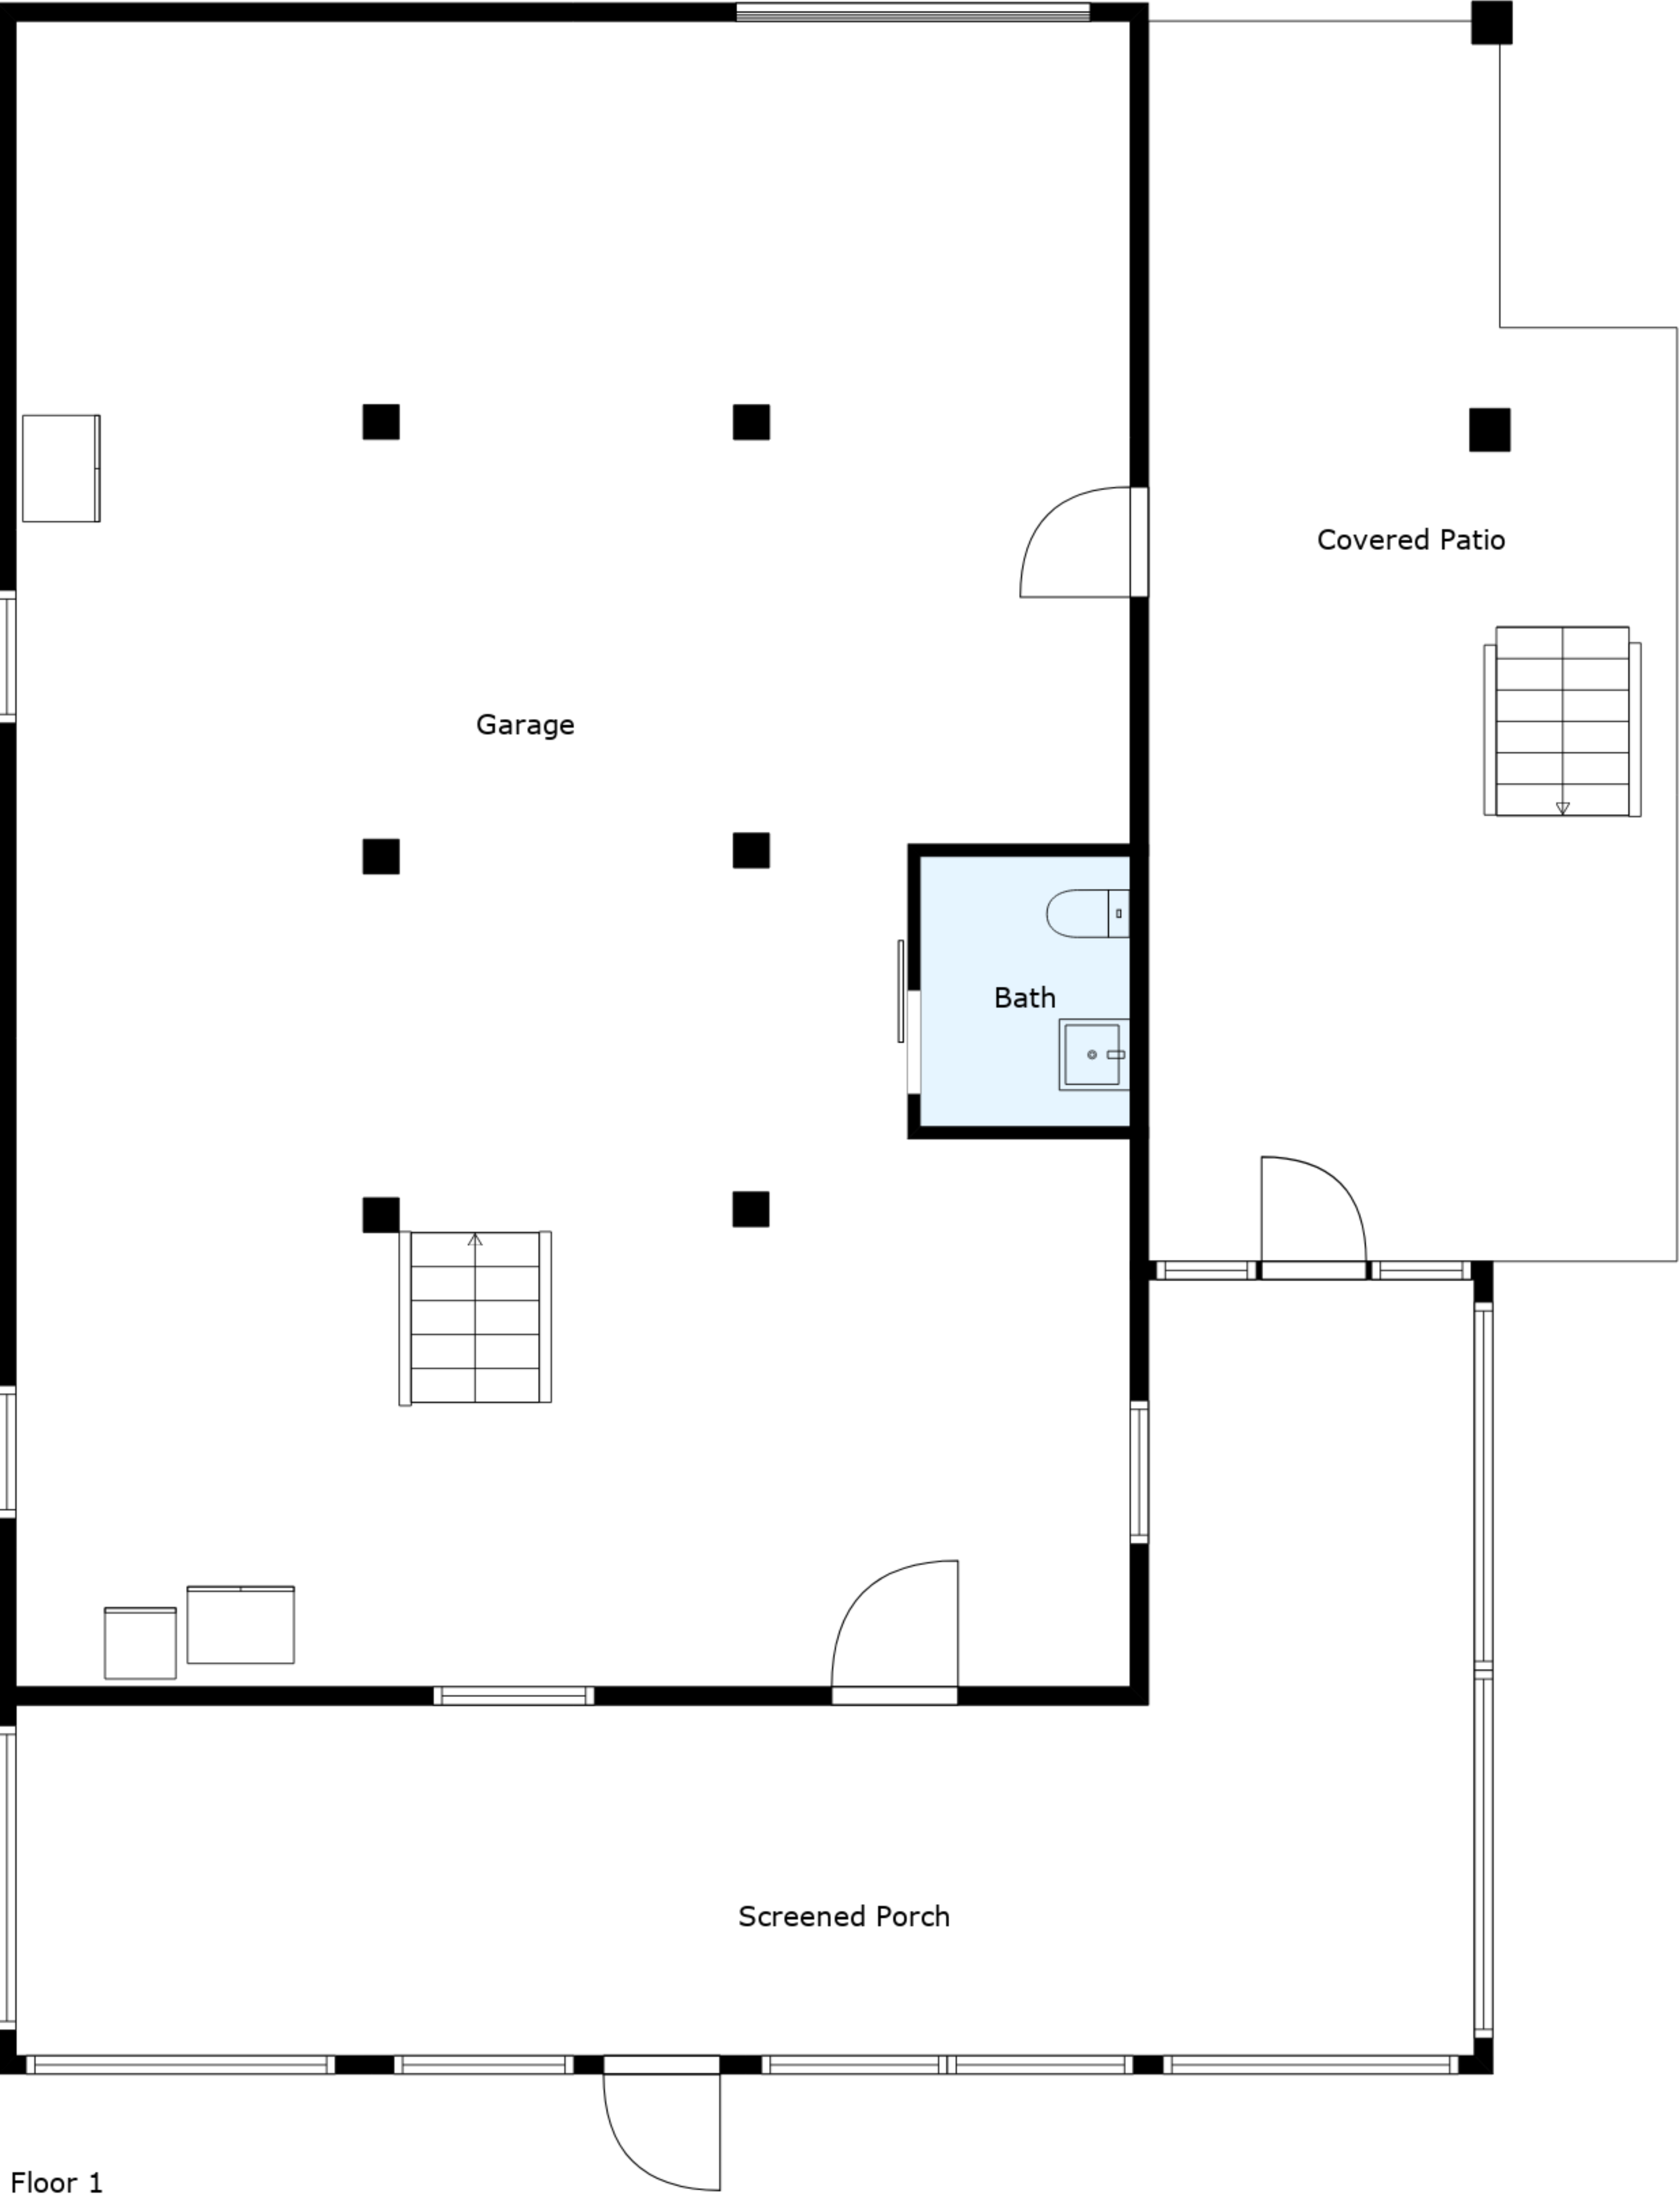 Covered Patio
Garage
Bath
Screened Porch
Floor 1